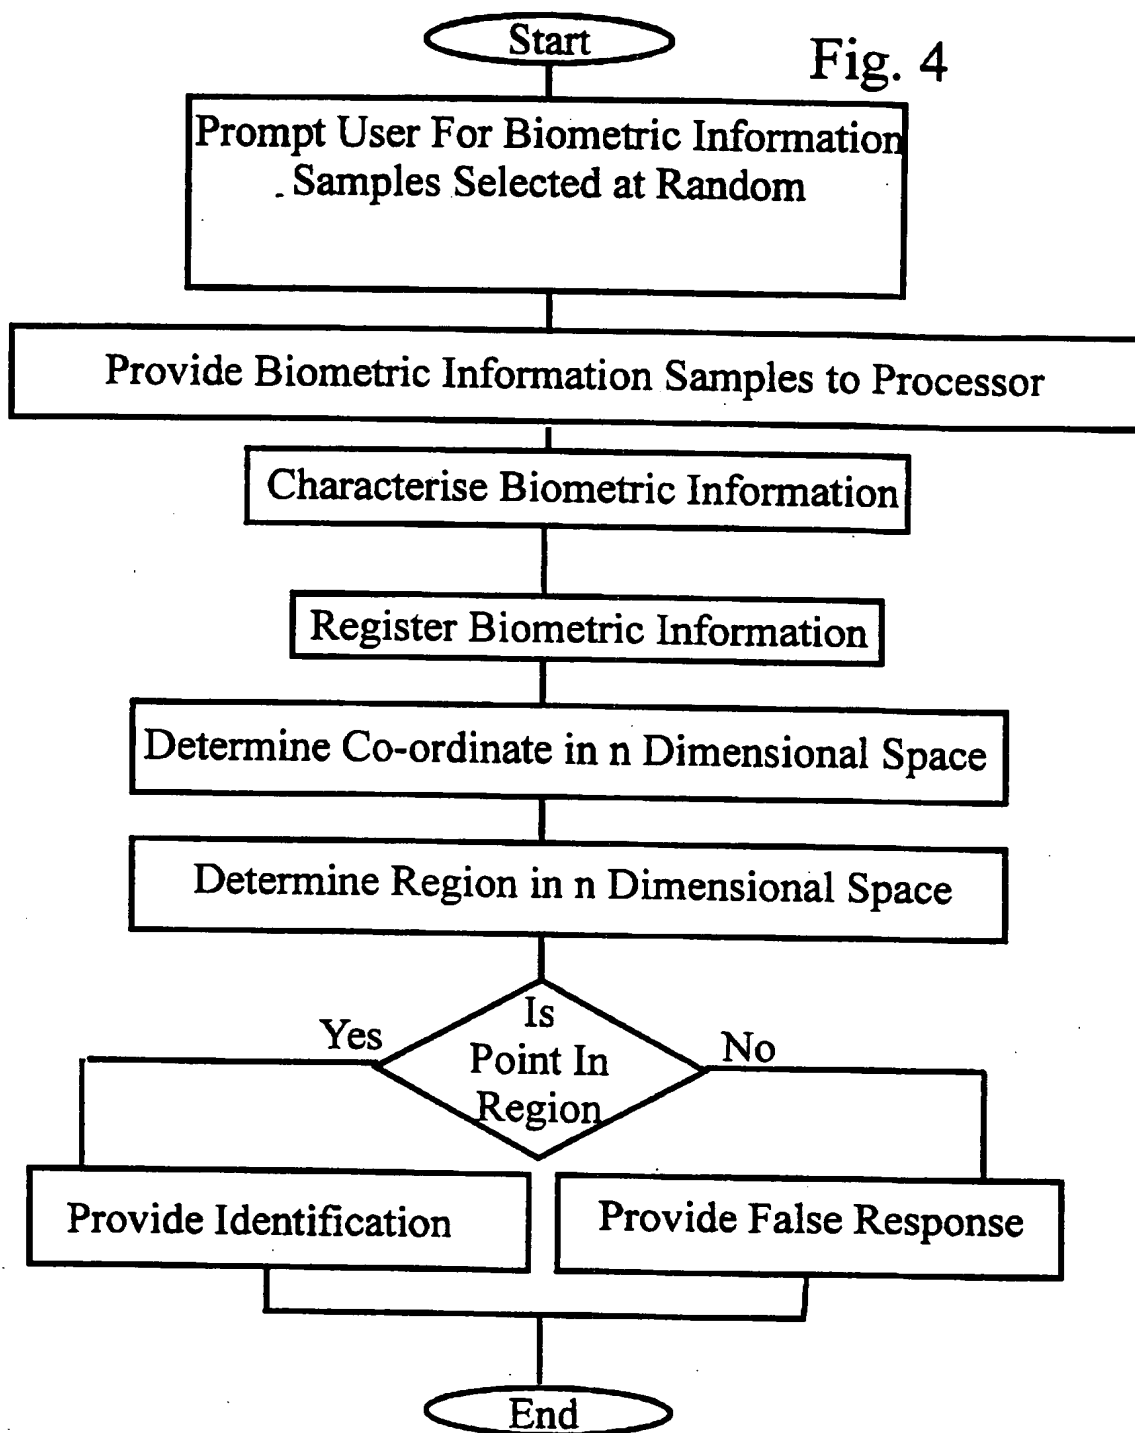 Start
Fig. 4
Prompt User For Biometric Information
Samples Selected at Random
Provide Biometric Information Samples to Processor
Characterise Biometric Information
Register Biometric Information
Determine Co-ordinate in n Dimensional Space
Determine Region in n Dimensional Space
Is
Point In
Region
Yes
No
Provide Identification
Provide False Response
End